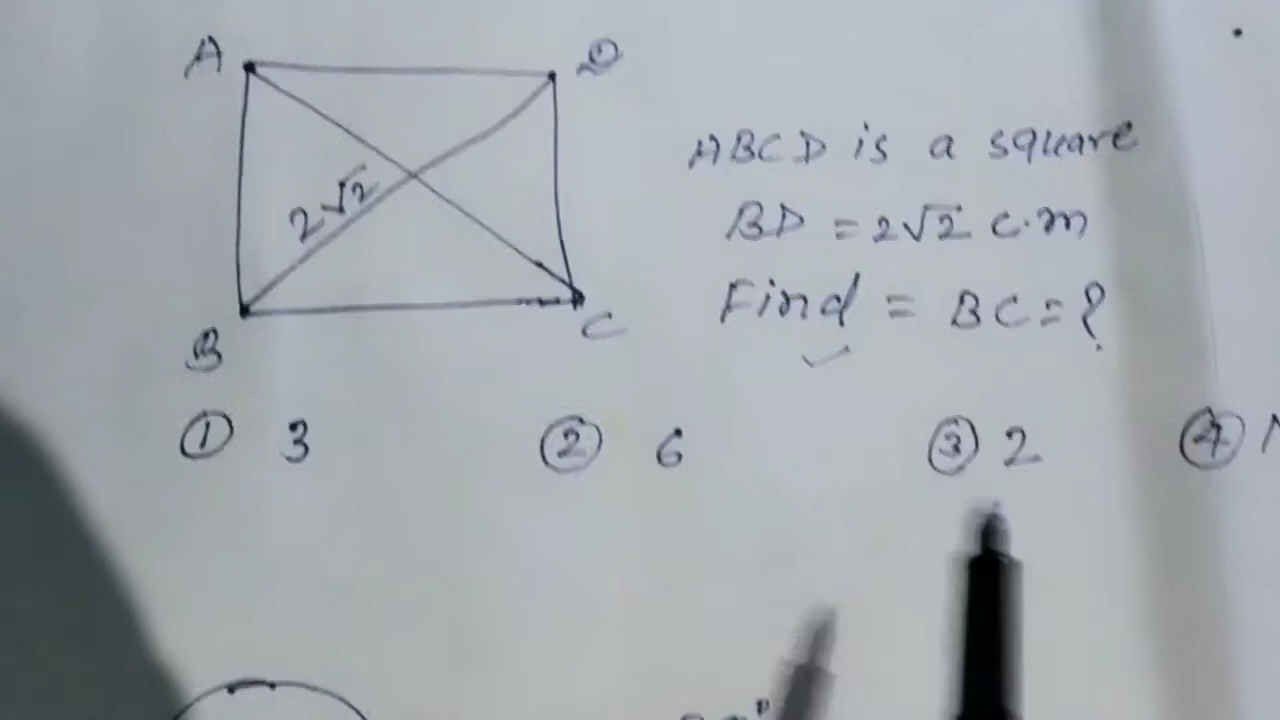 A D
2√2
ABCD is a square
BD = 2√2 c.m
Find = BC = ?
B C
① 3 ② 6 ③ 2 ④